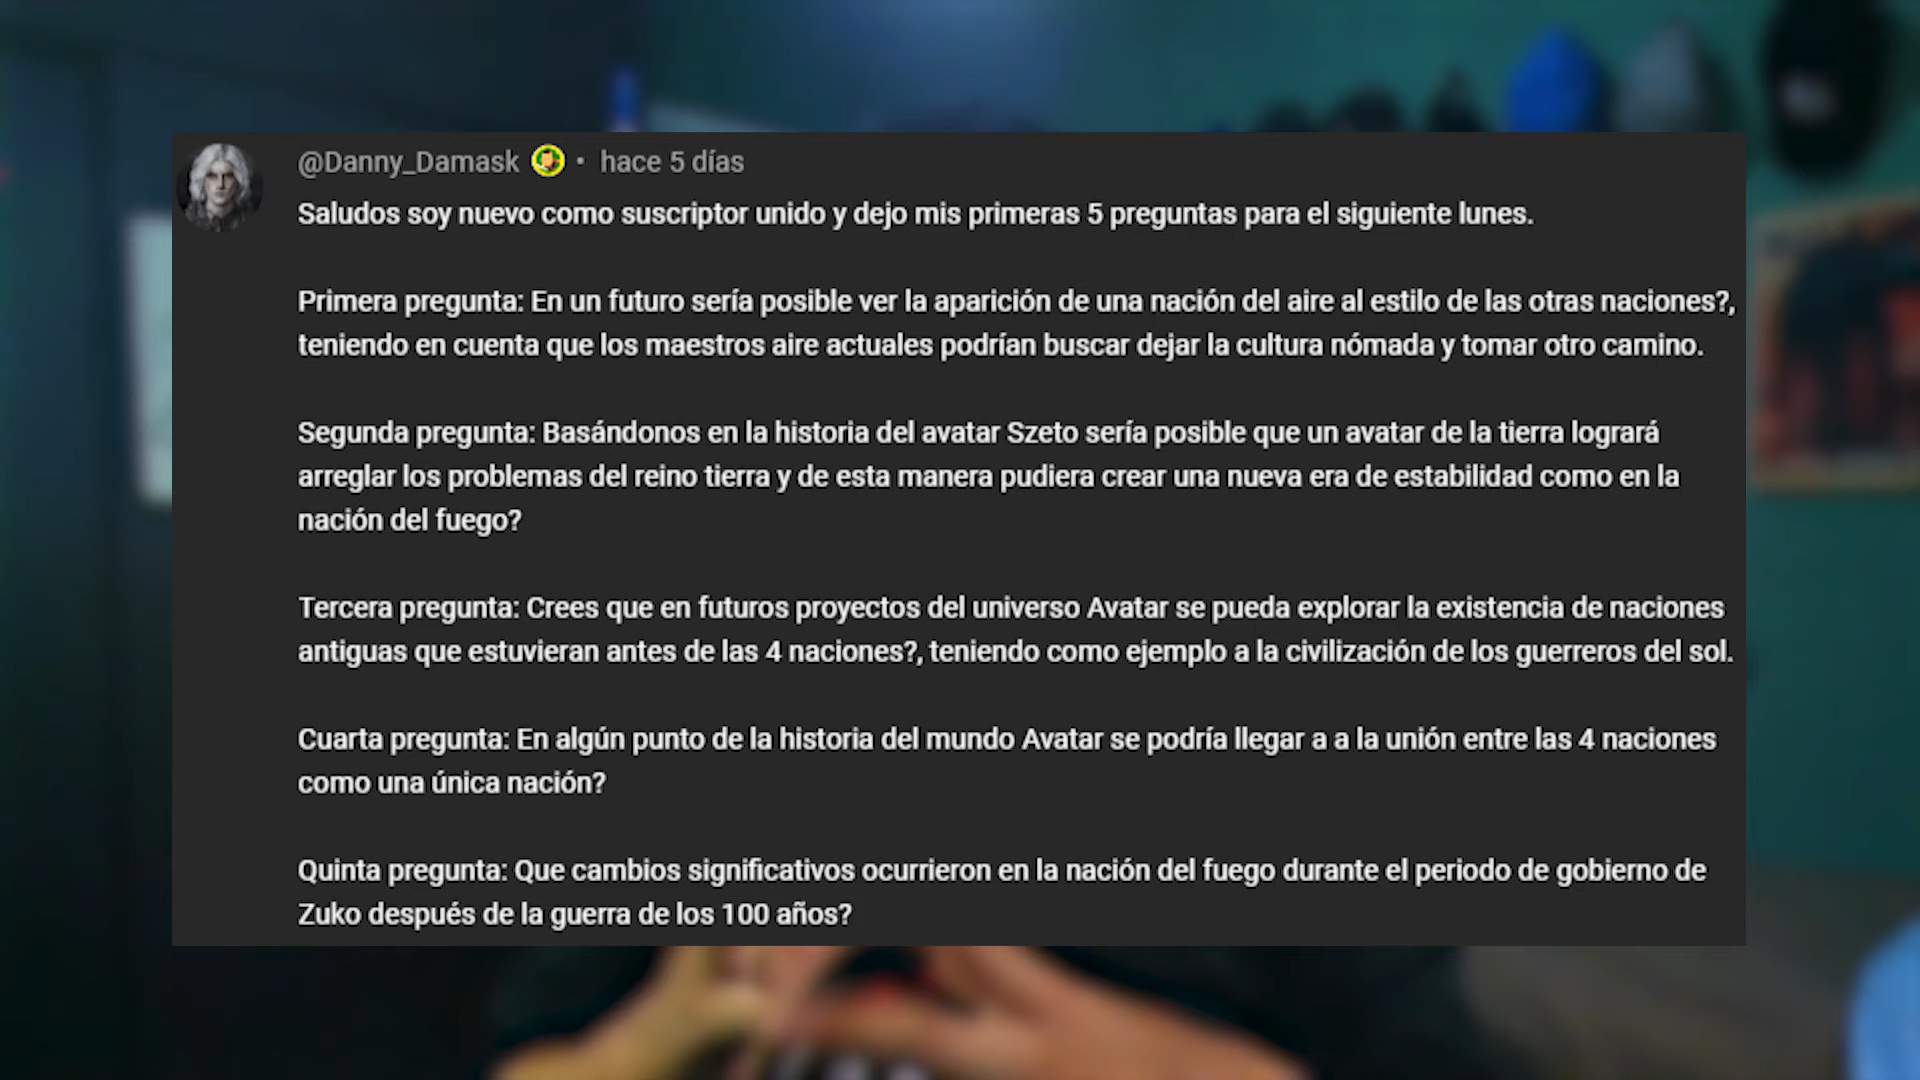 @Danny_Damask • hace 5 días
Saludos soy nuevo como suscriptor unido y dejo mis primeras 5 preguntas para el siguiente lunes.
Primera pregunta: En un futuro sería posible ver la aparición de una nación del aire al estilo de las otras naciones?,
teniendo en cuenta que los maestros aire actuales podrían buscar dejar la cultura nómada y tomar otro camino.
Segunda pregunta: Basándonos en la historia del avatar Szeto sería posible que un avatar de la tierra logrará
arreglar los problemas del reino tierra y de esta manera pudiera crear una nueva era de estabilidad como en la
nación del fuego?
Tercera pregunta: Crees que en futuros proyectos del universo Avatar se pueda explorar la existencia de naciones
antiguas que estuvieran antes de las 4 naciones?, teniendo como ejemplo a la civilización de los guerreros del sol.
Cuarta pregunta: En algún punto de la historia del mundo Avatar se podría llegar a a la unión entre las 4 naciones
como una única nación?
Quinta pregunta: Que cambios significativos ocurrieron en la nación del fuego durante el periodo de gobierno de
Zuko después de la guerra de los 100 años?